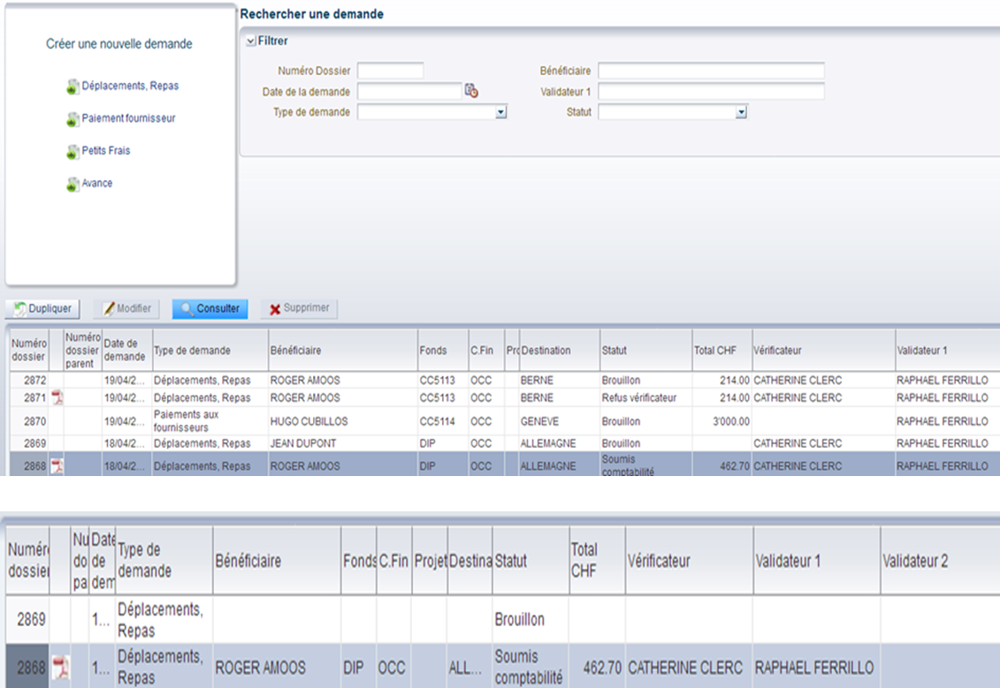 Rechercher une demande
Créer une nouvelle demande
Déplacements, Repas
Paiement fournisseur
Petits Frais
Avance
Filtrer
Numéro Dossier
Bénéficiaire
Date de la demande
Validateur 1
Type de demande
Statut
Dupliquer Modifier Consulter Supprimer
Numéro dossier Numéro dossier parent Date de demande Type de demande Bénéficiaire Fonds C.Fin Prc Destination Statut Total CHF Vérificateur Validateur 1
2872 19/04/2... Déplacements, Repas ROGER AMOOS CC5113 OCC BERNE Brouillon 214.00 CATHERINE CLERC RAPHAEL FERRILLO
2871 19/04/2... Déplacements, Repas ROGER AMOOS CC5113 OCC BERNE Refus vérificateur 214.00 CATHERINE CLERC RAPHAEL FERRILLO
2870 19/04/2... Paiements aux fournisseurs HUGO CUBILLOS CC5114 OCC GENEVE Brouillon 3'000.00 RAPHAEL FERRILLO
2869 18/04/2... Déplacements, Repas JEAN DUPONT DIP OCC ALLEMAGNE Brouillon CATHERINE CLERC RAPHAEL FERRILLO
2868 18/04/2... Déplacements, Repas ROGER AMOOS DIP OCC ALLEMAGNE Soumis comptabilité 462.70 CATHERINE CLERC RAPHAEL FERRILLO
Numéro dossier Nu do pa Date de dem Type de demande Bénéficiaire Fonds C.Fin Projet Destina Statut Total CHF Vérificateur Validateur 1 Validateur 2
2869 1... Déplacements, Repas Brouillon
2868 1... Déplacements, Repas ROGER AMOOS DIP OCC ALL... Soumis comptabilité 462.70 CATHERINE CLERC RAPHAEL FERRILLO